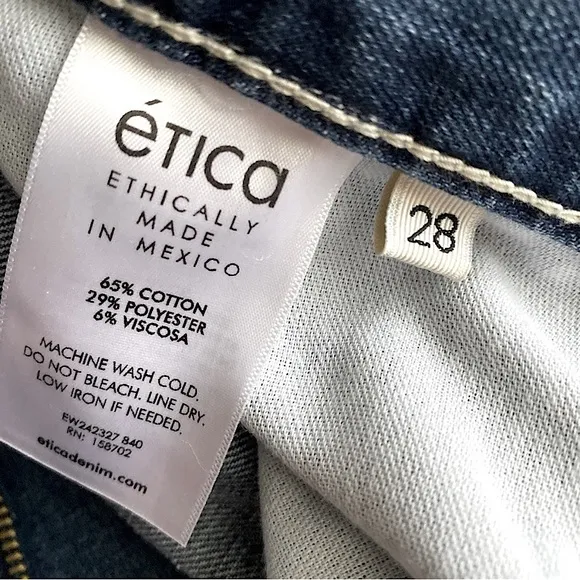 éTICa
ETHICALLY
MADE
IN MEXICO
65% COTTON
29% POLYESTER
6% VISCOSA
MACHINE WASH COLD.
DO NOT BLEACH. LINE DRY.
LOW IRON IF NEEDED.
EW242327 840
RN: 158702
eticadenim.com
28